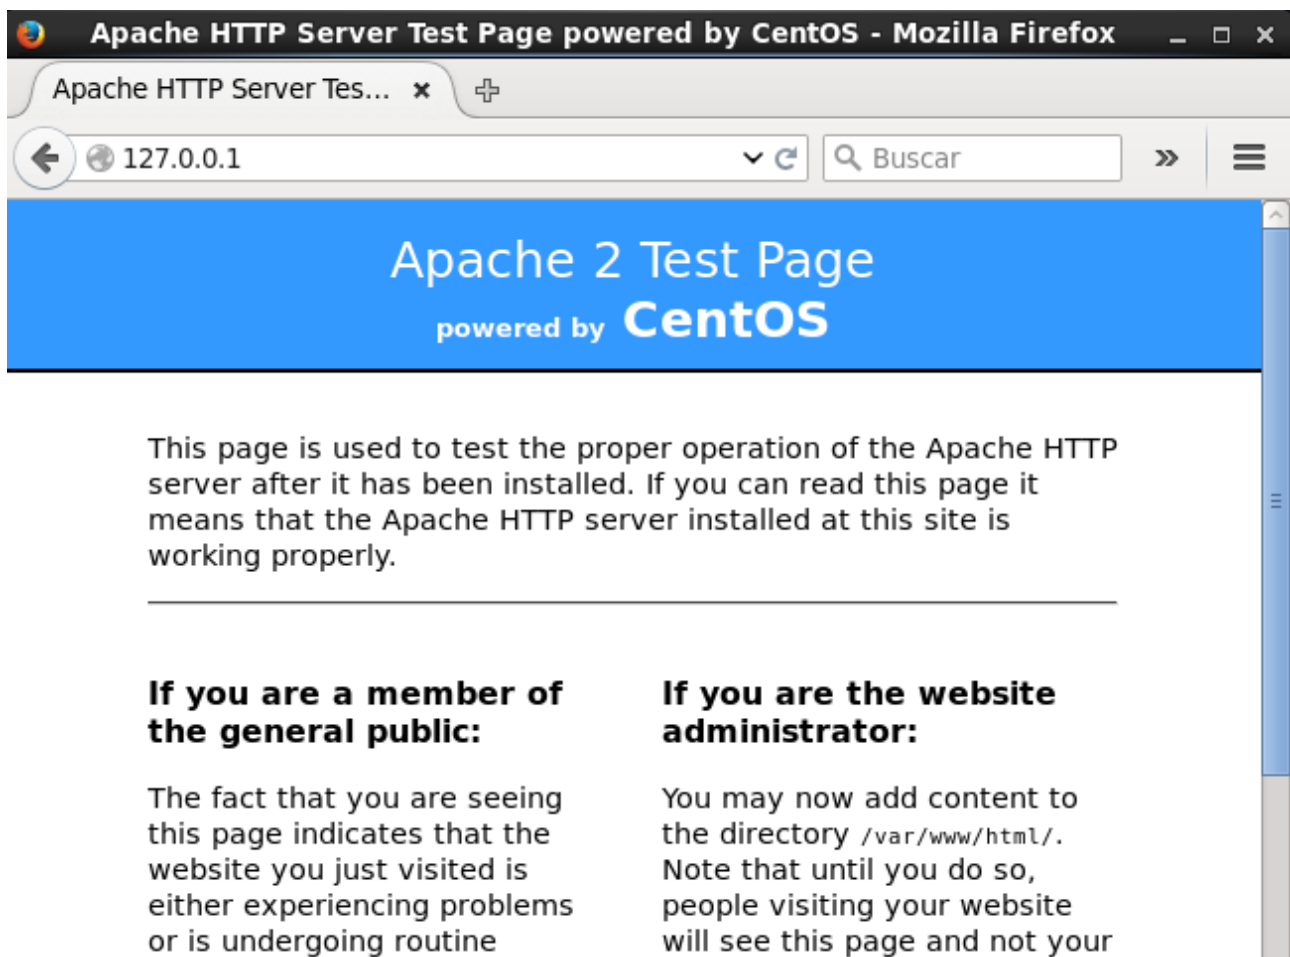 Apache HTTP Server Test Page powered by CentOS - Mozilla Firefox
Apache HTTP Server Tes...
127.0.0.1
Buscar
Apache 2 Test Page
powered by CentOS
This page is used to test the proper operation of the Apache HTTP
server after it has been installed. If you can read this page it
means that the Apache HTTP server installed at this site is
working properly.
If you are a member of
the general public:
The fact that you are seeing
this page indicates that the
website you just visited is
either experiencing problems
or is undergoing routine
If you are the website
administrator:
You may now add content to
the directory /var/www/html/.
Note that until you do so,
people visiting your website
will see this page and not your